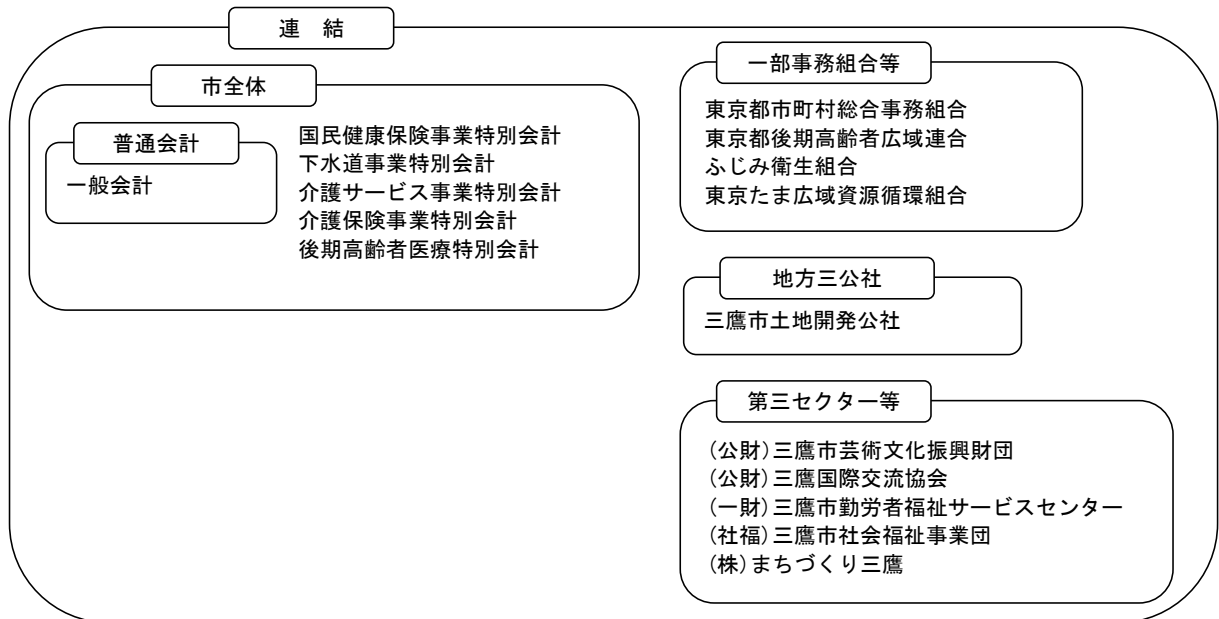 連 結
市全体
普通会計
一般会計
国民健康保険事業特別会計
下水道事業特別会計
介護サービス事業特別会計
介護保険事業特別会計
後期高齢者医療特別会計
一部事務組合等
東京都市町村総合事務組合
東京都後期高齢者広域連合
ふじみ衛生組合
東京たま広域資源循環組合
地方三公社
三鷹市土地開発公社
第三セクター等
(公財)三鷹市芸術文化振興財団
(公財)三鷹国際交流協会
(一財)三鷹市勤労者福祉サービスセンター
(社福)三鷹市社会福祉事業団
(株)まちづくり三鷹